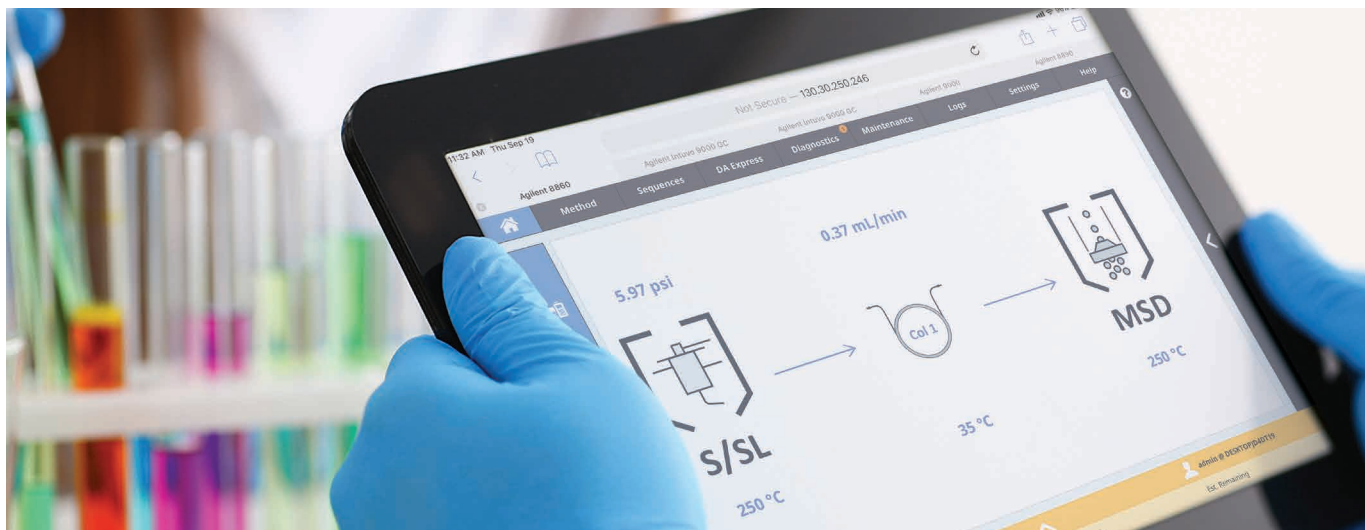 11:32 AM Thu Sep 19
Not Secure — 130.30.250.246
Agilent 8860
Agilent Intuvo 9000 GC
Agilent Intuvo 9000 GC
Agilent 9000
Agilent 8890
Method
Sequences
DA Express
Diagnostics
Maintenance
Logs
Settings
Help
5.97 psi
0.37 mL/min
Col 1
S/SL
MSD
250 °C
35 °C
250 °C
admin @ DESKTOPJD4DT19
Est. Remaining